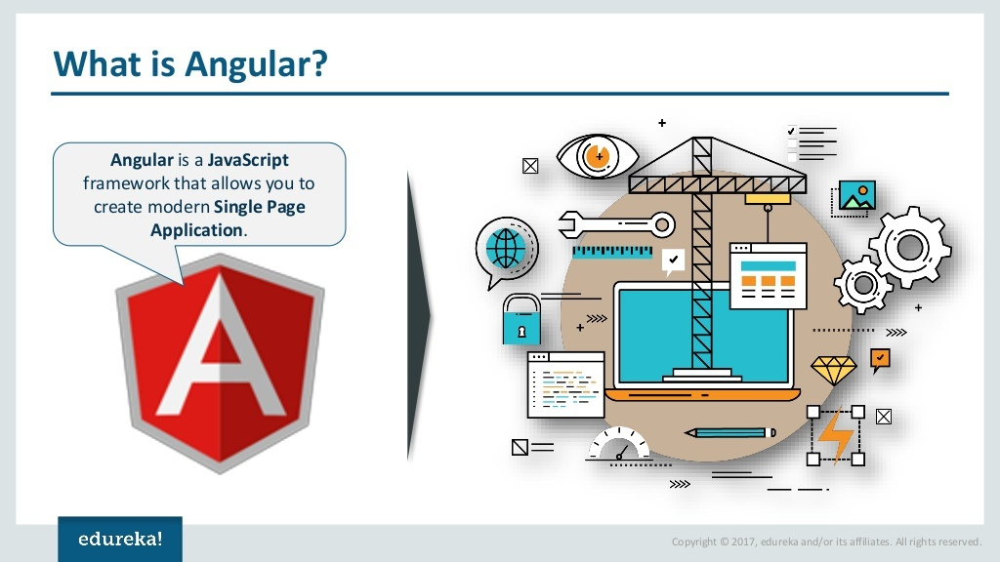 What is Angular?
Angular is a JavaScript
framework that allows you to
create modern Single Page
Application.
A
edureka!
Copyright © 2017, edureka and/or its affiliates. All rights reserved.